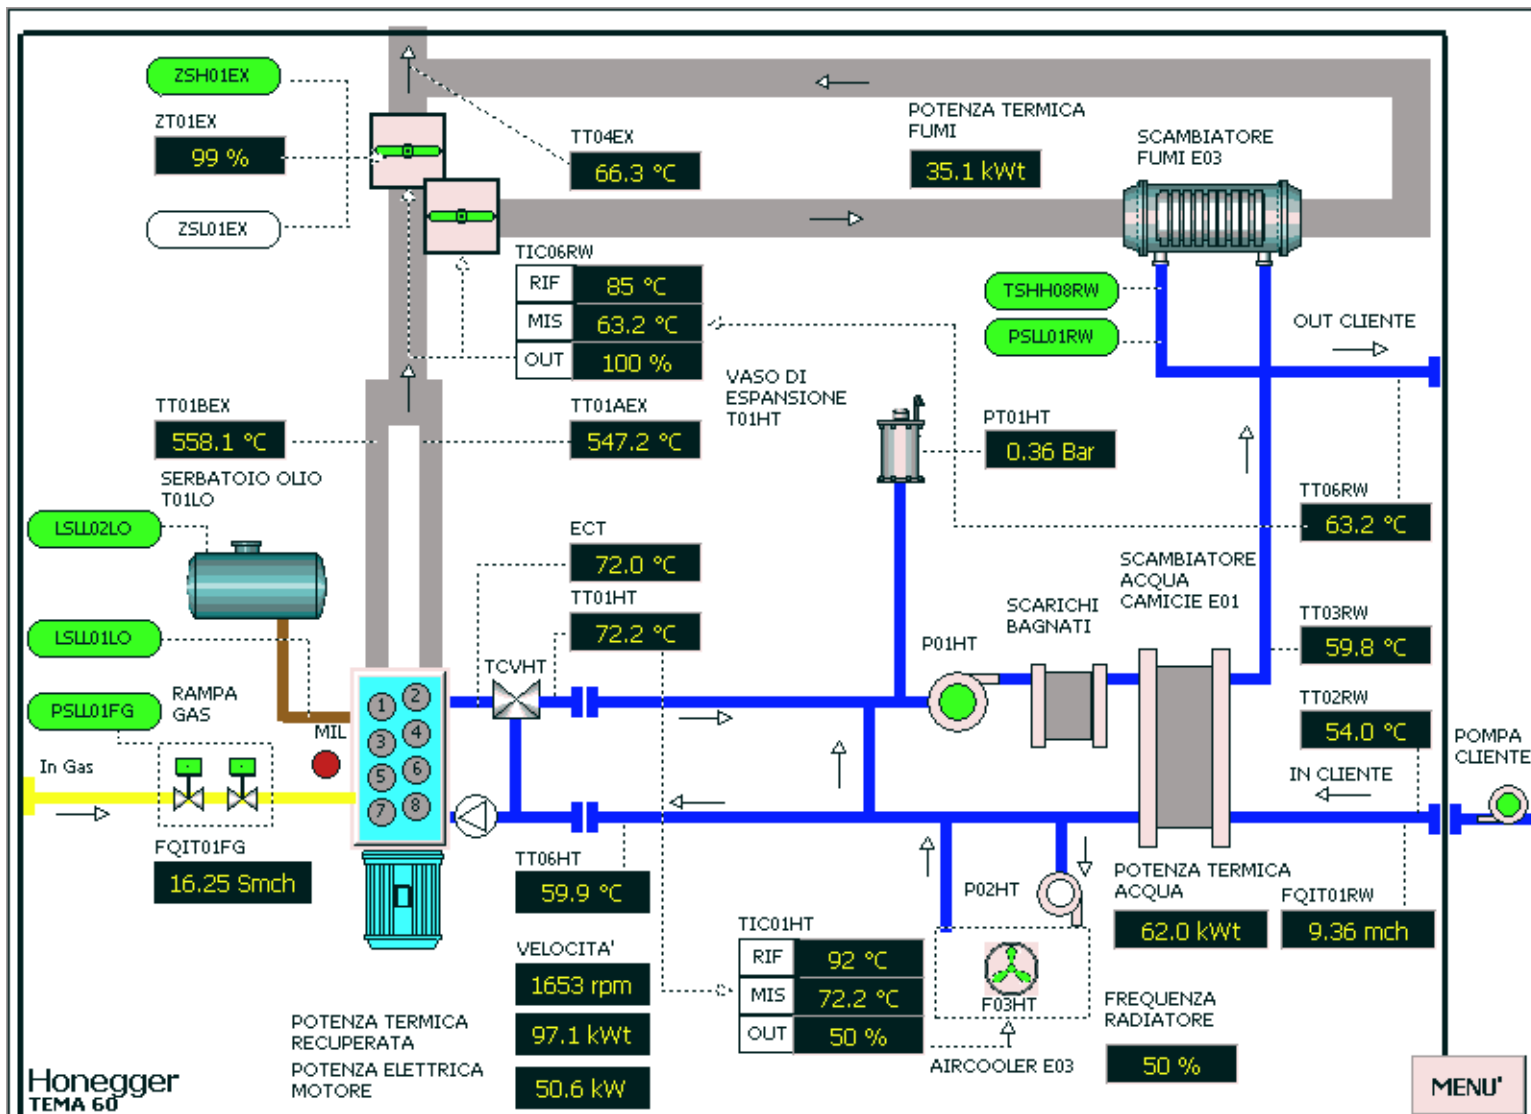 ZSH01EX
ZT01EX
99 %
ZSL01EX
TT04EX
66.3 °C
POTENZA TERMICA
FUMI
35.1 kWt
SCAMBIATORE
FUMI E03
TIC06RW
RIF 85 °C
MIS 63.2 °C
OUT 100 %
TSHH08RW
PSLL01RW
OUT CLIENTE
VASO DI
ESPANSIONE
T01HT
TT01BEX
558.1 °C
TT01AEX
547.2 °C
PT01HT
0.36 Bar
SERBATOIO OLIO
T01LO
LSLL02LO
TT06RW
63.2 °C
ECT
72.0 °C
TT01HT
72.2 °C
SCAMBIATORE
ACQUA
CAMICIE E01
SCARICHI
BAGNATI
LSLL01LO
TT03RW
59.8 °C
P01HT
TCVHT
PSLL01FG
RAMPA
GAS
MIL
1
2
3
4
5
6
7
8
TT02RW
54.0 °C
POMPA
CLIENTE
In Gas
IN CLIENTE
FQIT01FG
16.25 Smch
TT06HT
59.9 °C
P02HT
POTENZA TERMICA
ACQUA
62.0 kWt
FQIT01RW
9.36 mch
TIC01HT
RIF 92 °C
MIS 72.2 °C
OUT 50 %
F03HT
AIRCOOLER E03
FREQUENZA
RADIATORE
50 %
VELOCITA'
1653 rpm
POTENZA TERMICA
RECUPERATA
97.1 kWt
POTENZA ELETTRICA
MOTORE
50.6 kW
Honegger
TEMA 60
MENU'